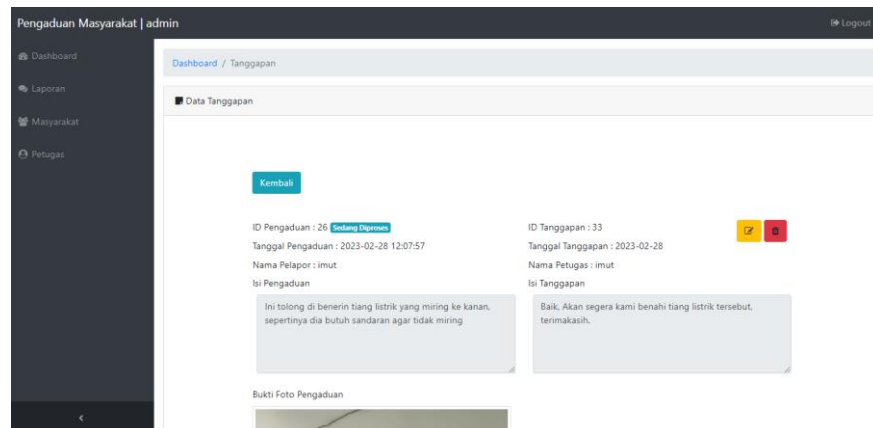 Pengaduan Masyarakat | admin
Logout
Dashboard
Laporan
Masyarakat
Petugas
Dashboard / Tanggapan
Data Tanggapan
Kembali
ID Pengaduan : 26 Sedang Diproses
Tanggal Pengaduan : 2023-02-28 12:07:57
Nama Pelapor : imut
Isi Pengaduan
Ini tolong di benerin tiang listrik yang miring ke kanan,
sepertinya dia butuh sandaran agar tidak miring
Bukti Foto Pengaduan
ID Tanggapan : 33
Tanggal Tanggapan : 2023-02-28
Nama Petugas : imut
Isi Tanggapan
Baik, Akan segera kami benahi tiang listrik tersebut,
terimakasih.